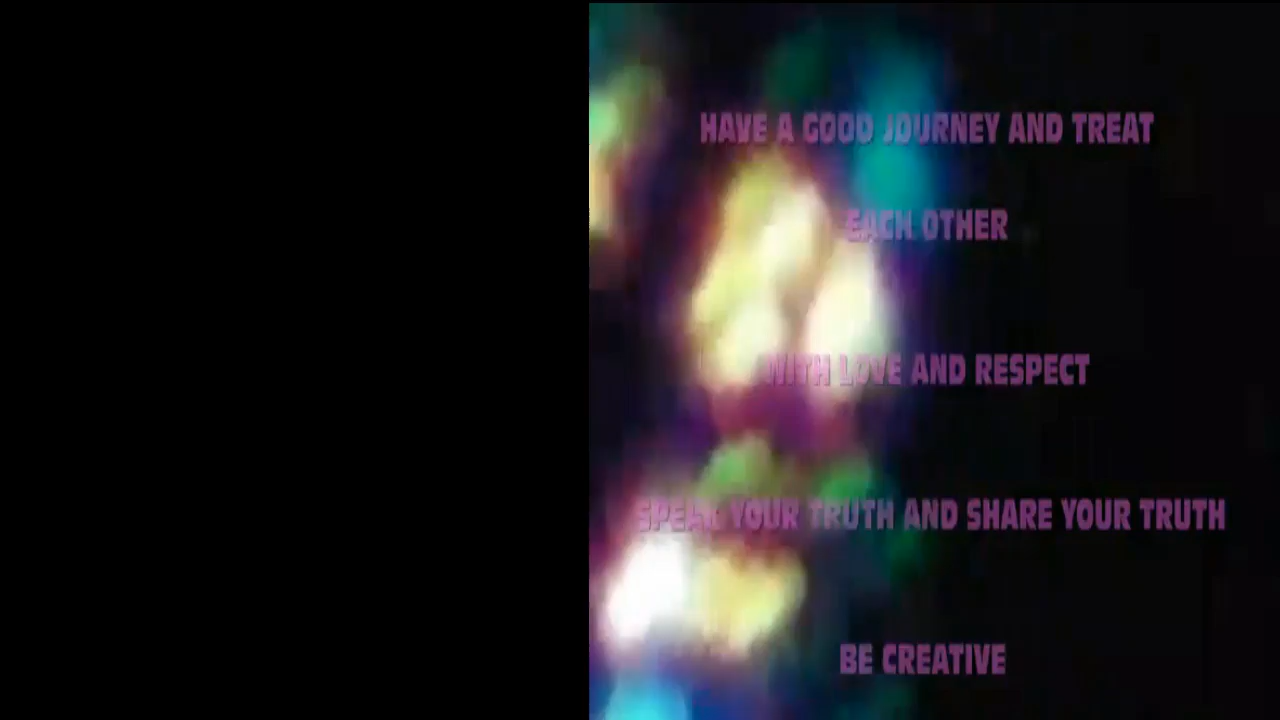 HAVE A GOOD JOURNEY AND TREAT
EACH OTHER
WITH LOVE AND RESPECT
SPEAK YOUR TRUTH AND SHARE YOUR TRUTH
BE CREATIVE